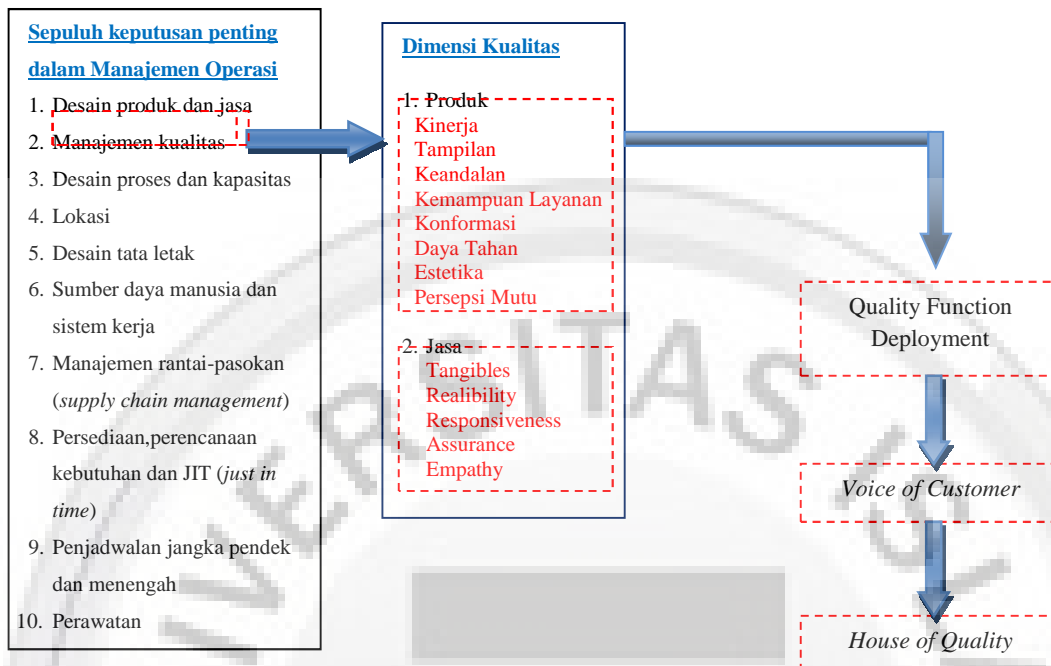 Sepuluh keputusan penting
dalam Manajemen Operasi
1. Desain produk dan jasa
2. Manajemen kualitas
3. Desain proses dan kapasitas
4. Lokasi
5. Desain tata letak
6. Sumber daya manusia dan
sistem kerja
7. Manajemen rantai-pasokan
(supply chain management)
8. Persediaan,perencanaan
kebutuhan dan JIT (just in
time)
9. Penjadwalan jangka pendek
dan menengah
10. Perawatan
Dimensi Kualitas
1. Produk
Kinerja
Tampilan
Keandalan
Kemampuan Layanan
Konformasi
Daya Tahan
Estetika
Persepsi Mutu
2. Jasa
Tangibles
Realibility
Responsiveness
Assurance
Empathy
Quality Function
Deployment
Voice of Customer
House of Quality
VERSITAS IS